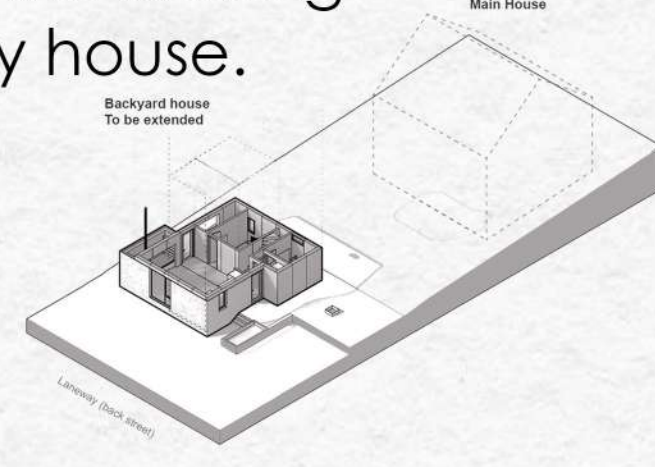 Main House
y house.
Backyard house
To be extended
Laneway (back street)